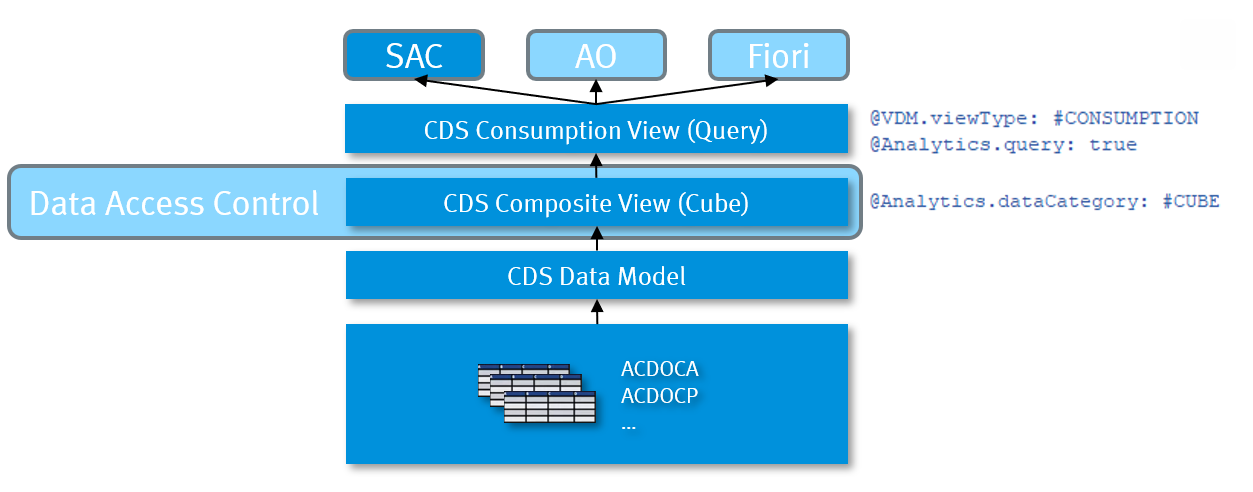 SAC
AO
Fiori
CDS Consumption View (Query)
@VDM.viewType: #CONSUMPTION
@Analytics.query: true
Data Access Control
CDS Composite View (Cube)
@Analytics.dataCategory: #CUBE
CDS Data Model
ACDOCA
ACDOCP
...